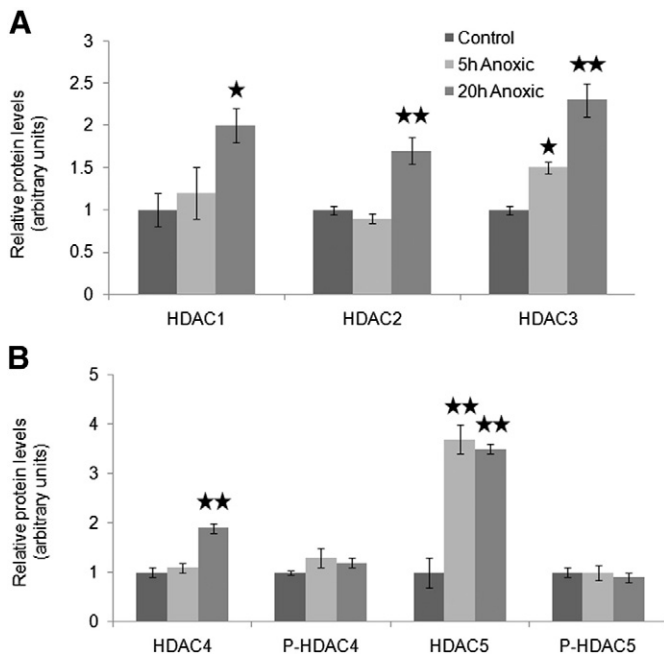 A
Relative protein levels
(arbitrary units)
3
2.5
2
1.5
1
0.5
0
Control
5h Anoxic
20h Anoxic
★
★★
★
★★
HDAC1 HDAC2 HDAC3
B
Relative protein levels
(arbitrary units)
5
4
3
2
1
0
★★
★★
★★
HDAC4 P-HDAC4 HDAC5 P-HDAC5